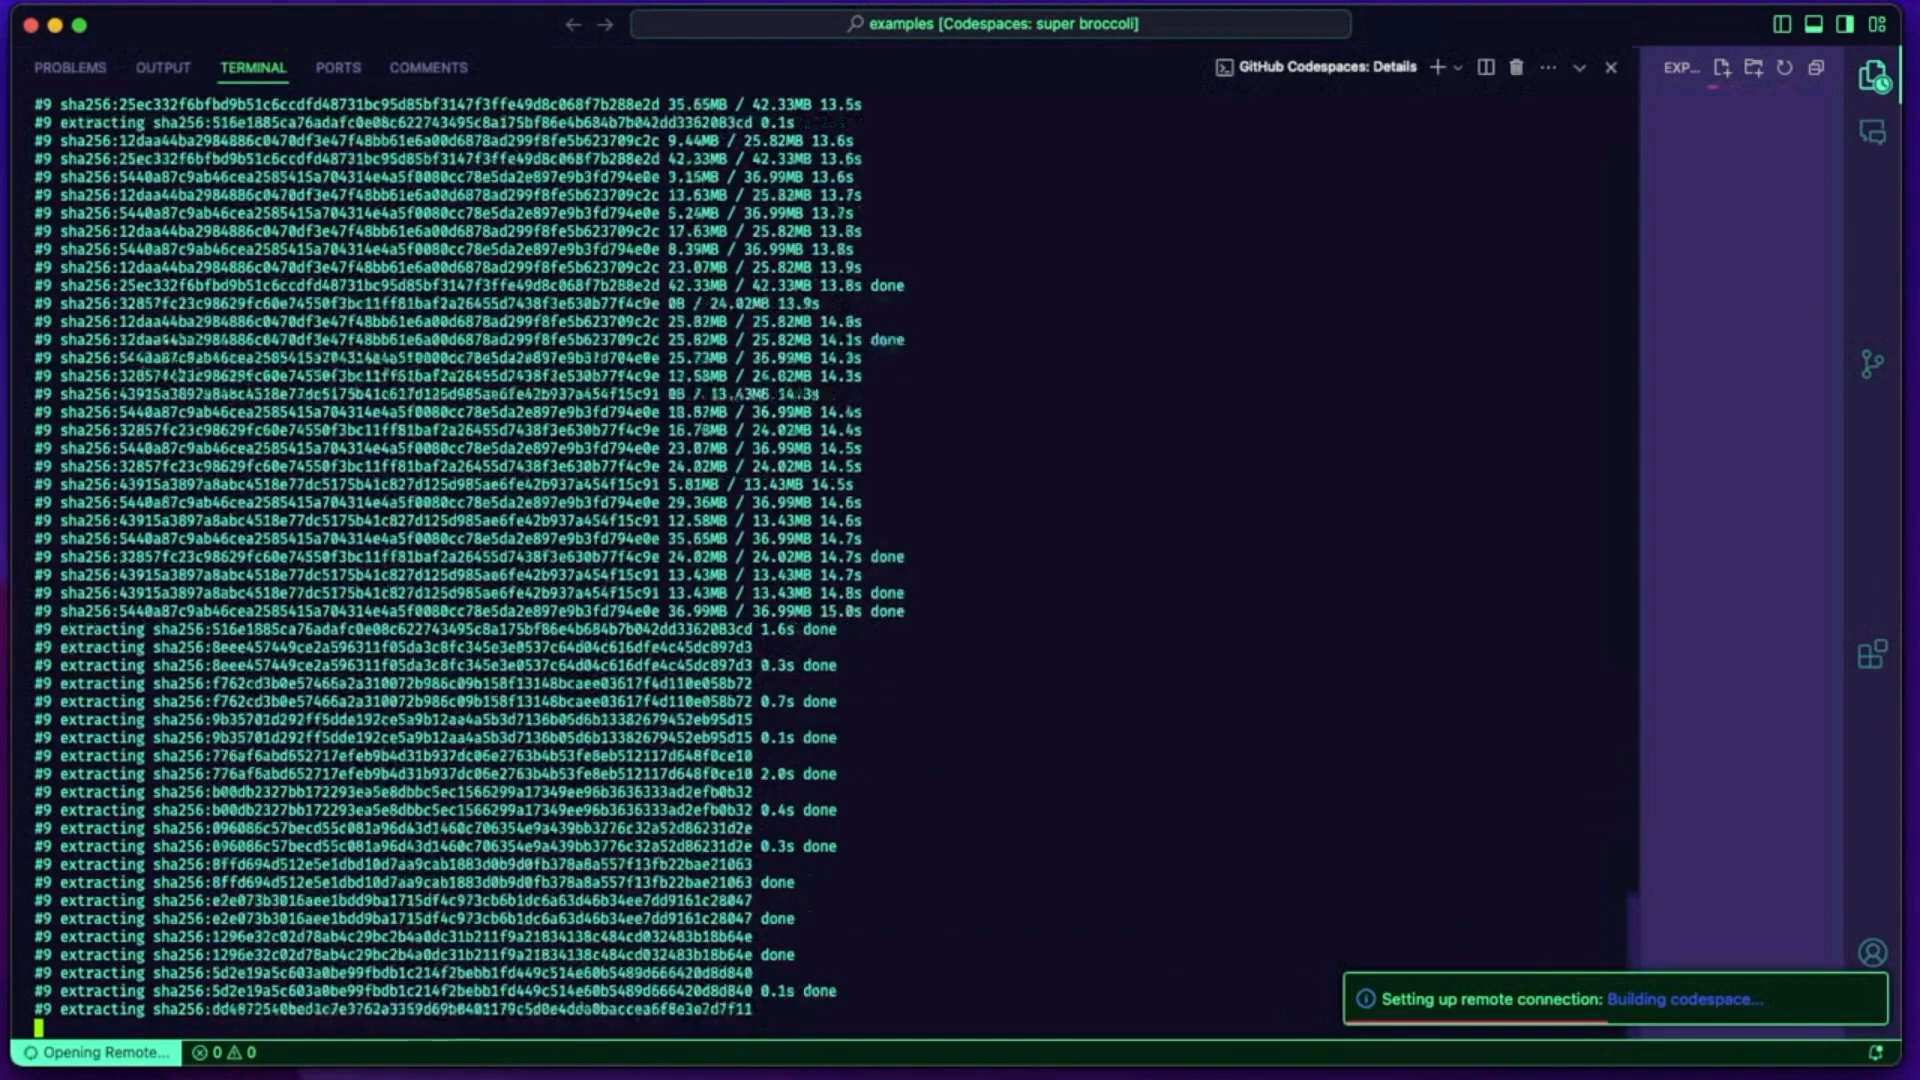 examples [Codespaces: super broccoli]
PROBLEMS OUTPUT TERMINAL PORTS COMMENTS
GitHub Codespaces: Details
EXP...
#9 sha256:25ec332f6bfbd9b51c6ccdfd48731bc95d85bf3147f3ffe49d8c068f7b288e2d 35.65MB / 42.33MB 13.5s
#9 extracting sha256:516e1885ca76adafc0e08c622743495c8a175bf86e4b684b7b042dd3362083cd 0.1s
#9 sha256:12daa44ba2984886c0470df3e47f48bb61e6a00d6878ad299f8fe5b623709c2c 9.44MB / 25.82MB 13.6s
#9 sha256:25ec332f6bfbd9b51c6ccdfd48731bc95d85bf3147f3ffe49d8c068f7b288e2d 42.33MB / 42.33MB 13.6s
#9 sha256:5440a87c9ab46cea2585415a704314e4a5f0080cc78e5da2e897e9b3fd794e0e 3.15MB / 36.99MB 13.6s
#9 sha256:12daa44ba2984886c0470df3e47f48bb61e6a00d6878ad299f8fe5b623709c2c 13.63MB / 25.82MB 13.7s
#9 sha256:5440a87c9ab46cea2585415a704314e4a5f0080cc78e5da2e897e9b3fd794e0e 5.24MB / 36.99MB 13.7s
#9 sha256:12daa44ba2984886c0470df3e47f48bb61e6a00d6878ad299f8fe5b623709c2c 17.63MB / 25.82MB 13.8s
#9 sha256:5440a87c9ab46cea2585415a704314e4a5f0080cc78e5da2e897e9b3fd794e0e 8.39MB / 36.99MB 13.8s
#9 sha256:12daa44ba2984886c0470df3e47f48bb61e6a00d6878ad299f8fe5b623709c2c 23.07MB / 25.82MB 13.9s
#9 sha256:25ec332f6bfbd9b51c6ccdfd48731bc95d85bf3147f3ffe49d8c068f7b288e2d 42.33MB / 42.33MB 13.8s done
#9 sha256:32857fc23c98629fc60e74550f3bc11ff81baf2a26455d7438f3e630b77f4c9e 0B / 24.02MB 13.9s
#9 sha256:12daa44ba2984886c0470df3e47f48bb61e6a00d6878ad299f8fe5b623709c2c 25.82MB / 25.82MB 14.0s
#9 25.82MB / 25.82MB 14.1s done
#9 / 36.99MB 14.3s
#9 / 14.3s
#9 0B / 13.43MB 14.3s
#9 sha256:5440a87c9ab46cea2585415a704314e4a5f0080cc78e5da2e897e9b3fd794e0e 18.87MB / 36.99MB 14.4s
#9 sha256:32857fc23c98629fc60e74550f3bc11ff81baf2a26455d7438f3e630b77f4c9e 16.78MB / 24.02MB 14.4s
#9 sha256:5440a87c9ab46cea2585415a704314e4a5f0080cc78e5da2e897e9b3fd794e0e 23.07MB / 36.99MB 14.5s
#9 sha256:32857fc23c98629fc60e74550f3bc11ff81baf2a26455d7438f3e630b77f4c9e 24.02MB / 24.02MB 14.5s
#9 sha256:43915a3897a8abc4518e77dc5175b41c827d125d985ae6fe42b937a454f15c91 5.81MB / 13.43MB 14.5s
#9 sha256:5440a87c9ab46cea2585415a704314e4a5f0080cc78e5da2e897e9b3fd794e0e 29.36MB / 36.99MB 14.6s
#9 sha256:43915a3897a8abc4518e77dc5175b41c827d125d985ae6fe42b937a454f15c91 12.58MB / 13.43MB 14.6s
#9 sha256:5440a87c9ab46cea2585415a704314e4a5f0080cc78e5da2e897e9b3fd794e0e 35.65MB / 36.99MB 14.7s
#9 sha256:32857fc23c98629fc60e74550f3bc11ff81baf2a26455d7438f3e630b77f4c9e 24.02MB / 24.02MB 14.7s done
#9 sha256:43915a3897a8abc4518e77dc5175b41c827d125d985ae6fe42b937a454f15c91 13.43MB / 13.43MB 14.7s
#9 sha256:43915a3897a8abc4518e77dc5175b41c827d125d985ae6fe42b937a454f15c91 13.43MB / 13.43MB 14.8s done
#9 sha256:5440a87c9ab46cea2585415a704314e4a5f0080cc78e5da2e897e9b3fd794e0e 36.99MB / 36.99MB 15.0s done
#9 extracting sha256:516e1885ca76adafc0e08c622743495c8a175bf86e4b684b7b042dd3362083cd 1.6s done
#9 extracting sha256:8eee457449ce2a596311f05da3c8fc345e3e0537c64d04c616dfe4c45dc897d3
#9 extracting sha256:8eee457449ce2a596311f05da3c8fc345e3e0537c64d04c616dfe4c45dc897d3 0.3s done
#9 extracting sha256:f762cd3b0e57466a2a310072b986c09b158f13148bcaee03617f4d110e058b72
#9 extracting sha256:f762cd3b0e57466a2a310072b986c09b158f13148bcaee03617f4d110e058b72 0.7s done
#9 extracting sha256:9b35701d292ff5dde192ce5a9b12aa4a5b3d7136b05d6b13382679452eb95d15
#9 extracting sha256:9b35701d292ff5dde192ce5a9b12aa4a5b3d7136b05d6b13382679452eb95d15 0.1s done
#9 extracting sha256:776af6abd652717efeb9b4d31b937dc06e2763b4b53fe8eb512117d648f0ce10
#9 extracting sha256:776af6abd652717efeb9b4d31b937dc06e2763b4b53fe8eb512117d648f0ce10 2.0s done
#9 extracting sha256:b00db2327bb172293ea5e8dbbc5ec1566299a17349ee96b3636333ad2efb0b32
#9 extracting sha256:b00db2327bb172293ea5e8dbbc5ec1566299a17349ee96b3636333ad2efb0b32 0.4s done
#9 extracting sha256:096086c57becd55c081a96d43d1460c706354e9a439bb3776c32a52d86231d2e
#9 extracting sha256:096086c57becd55c081a96d43d1460c706354e9a439bb3776c32a52d86231d2e 0.3s done
#9 extracting sha256:8ffd694d512e5e1dbd10d7aa9cab1883d0b9d0fb378a8a557f13fb22bae21063
#9 extracting sha256:8ffd694d512e5e1dbd10d7aa9cab1883d0b9d0fb378a8a557f13fb22bae21063 done
#9 extracting sha256:e2e073b3016aee1bdd9ba1715df4c973cb6b1dc6a63d46b34ee7dd9161c28047
#9 extracting sha256:e2e073b3016aee1bdd9ba1715df4c973cb6b1dc6a63d46b34ee7dd9161c28047 done
#9 extracting sha256:1296e32c02d78ab4c29bc2b4a0dc31b211f9a21834138c484cd032483b18b64e
#9 extracting sha256:1296e32c02d78ab4c29bc2b4a0dc31b211f9a21834138c484cd032483b18b64e done
#9 extracting sha256:5d2e19a5c603a0be99fbdb1c214f2bebb1fd449c514e60b5489d666420d8d840
#9 extracting sha256:5d2e19a5c603a0be99fbdb1c214f2bebb1fd449c514e60b5489d666420d8d840 0.1s done
#9 extracting
Setting up remote connection: Building codespace...
Opening Remote... 0 0